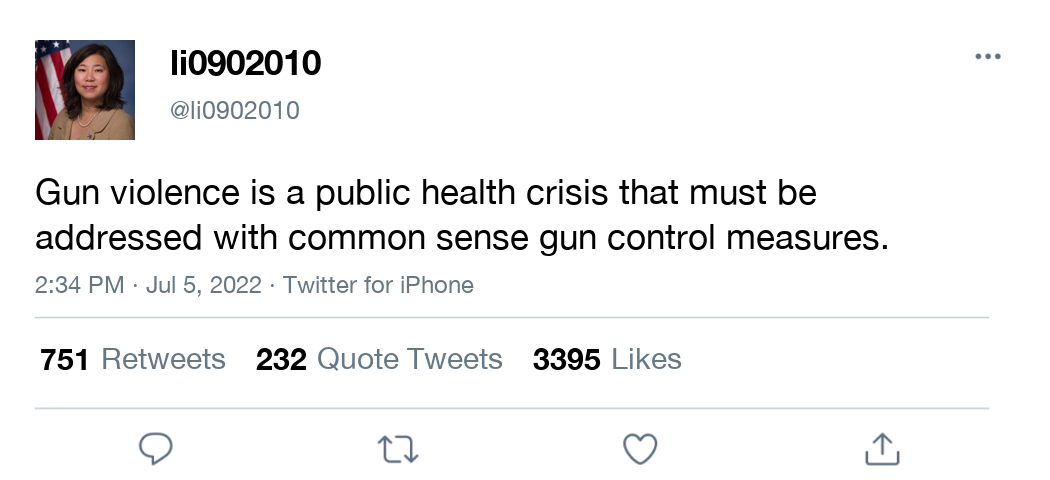 li0902010
@li0902010
Gun violence is a public health crisis that must be
addressed with common sense gun control measures.
2:34 PM · Jul 5, 2022 · Twitter for iPhone
751 Retweets 232 Quote Tweets 3395 Likes